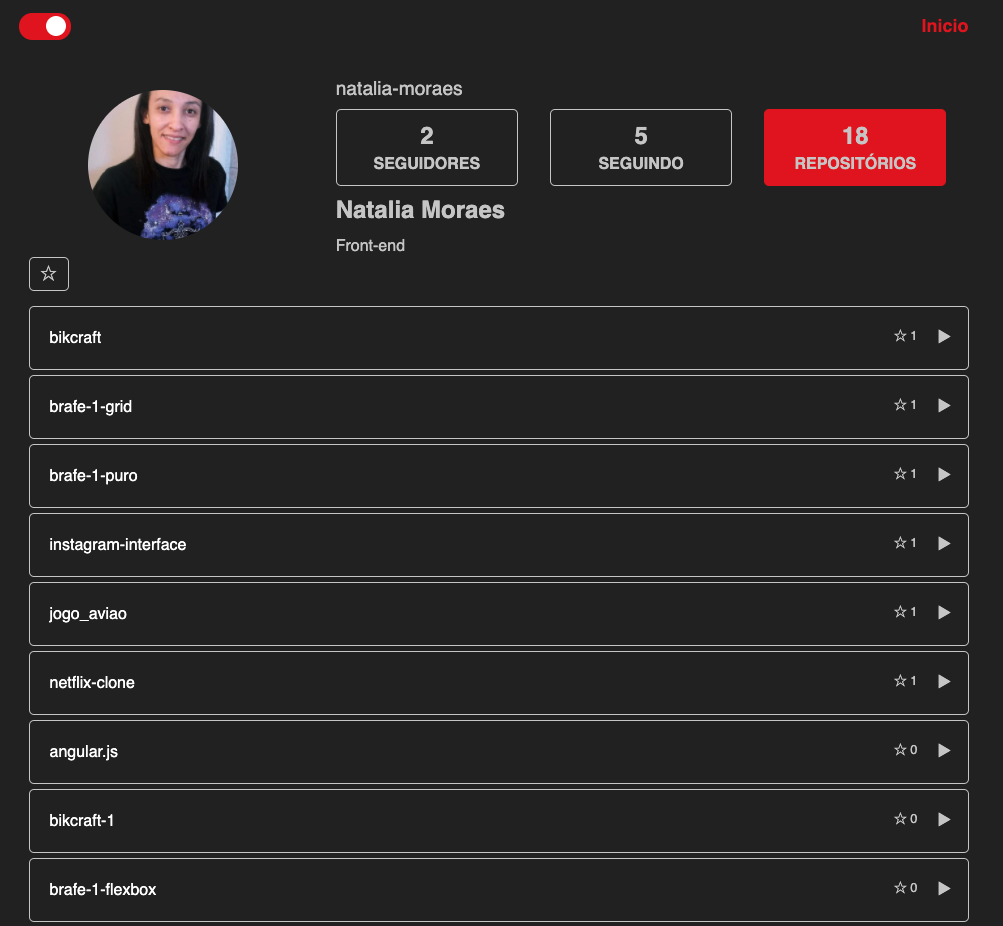 Inicio
natalia-moraes
2
SEGUIDORES
5
SEGUINDO
18
REPOSITÓRIOS
Natalia Moraes
Front-end
bikcraft 1
brafe-1-grid 1
brafe-1-puro 1
instagram-interface 1
jogo_aviao 1
netflix-clone 1
angular.js 0
bikcraft-1 0
brafe-1-flexbox 0